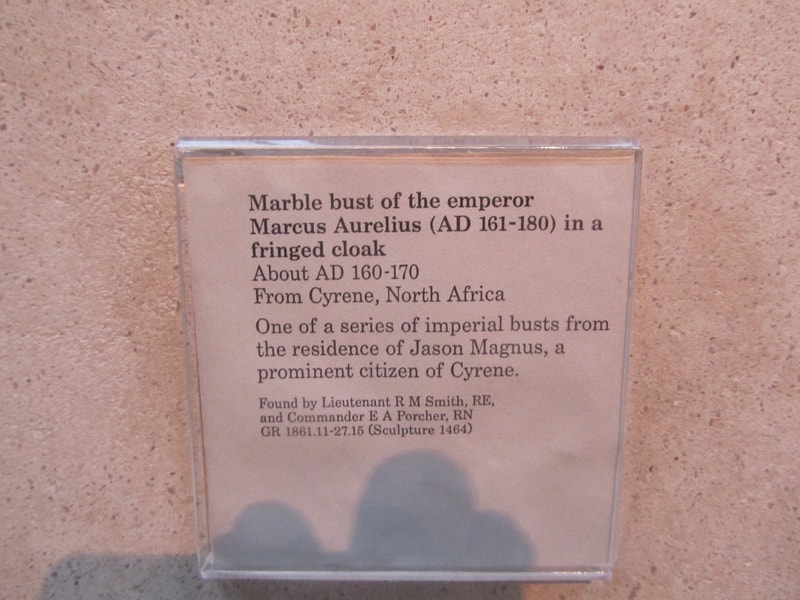 Marble bust of the emperor
Marcus Aurelius (AD 161-180) in a
fringed cloak
About AD 160-170
From Cyrene, North Africa
One of a series of imperial busts from
the residence of Jason Magnus, a
prominent citizen of Cyrene.
Found by Lieutenant R M Smith, RE,
and Commander E A Porcher, RN
GR 1861.11-27.15 (Sculpture 1464)